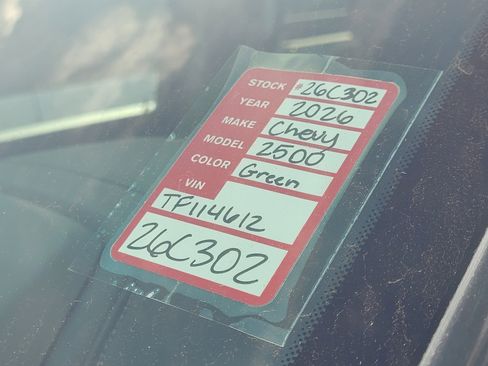 STOCK #26C302
YEAR 2026
MAKE Chevy
MODEL 2500
COLOR Green
VIN
TF114612
26C302